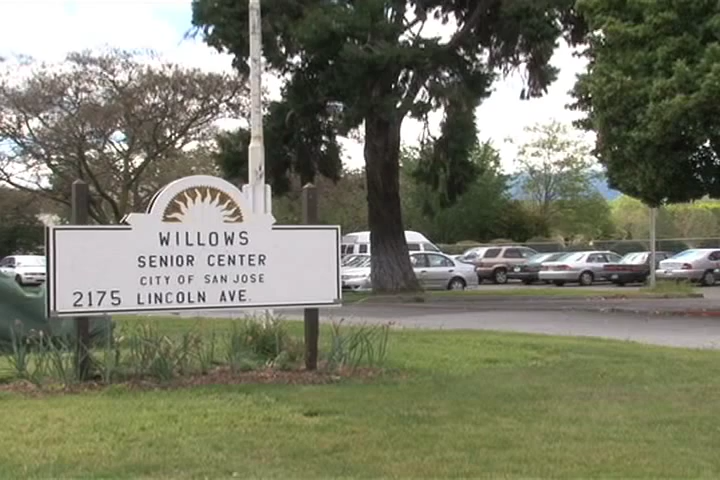 WILLOWS
SENIOR CENTER
CITY OF SAN JOSE
2175 LINCOLN AVE.